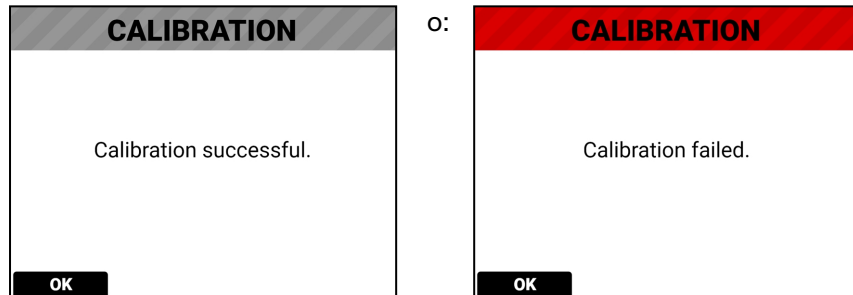 CALIBRATION
Calibration successful.
OK
o:
CALIBRATION
Calibration failed.
OK